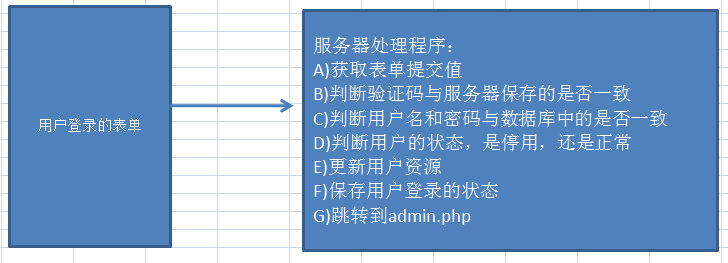 用户登录的表单
服务器处理程序：
A)获取表单提交值
B)判断验证码与服务器保存的是否一致
C)判断用户名和密码与数据库中的是否一致
D)判断用户的状态，是停用，还是正常
E)更新用户资源
F)保存用户登录的状态
G)跳转到admin.php